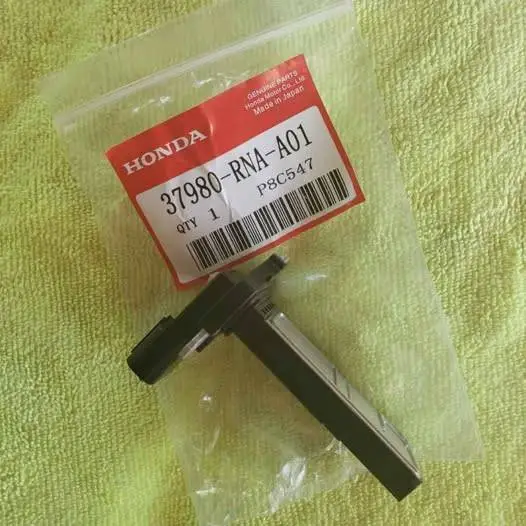 GENUINE PARTS
Honda Motor Co., Ltd.
Made in Japan
HONDA
37980-RNA-A01
QTY 1 P8C547